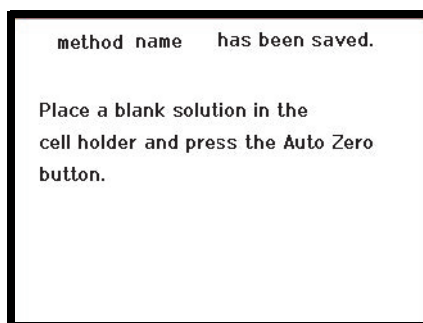 method name has been saved.
Place a blank solution in the
cell holder and press the Auto Zero
button.